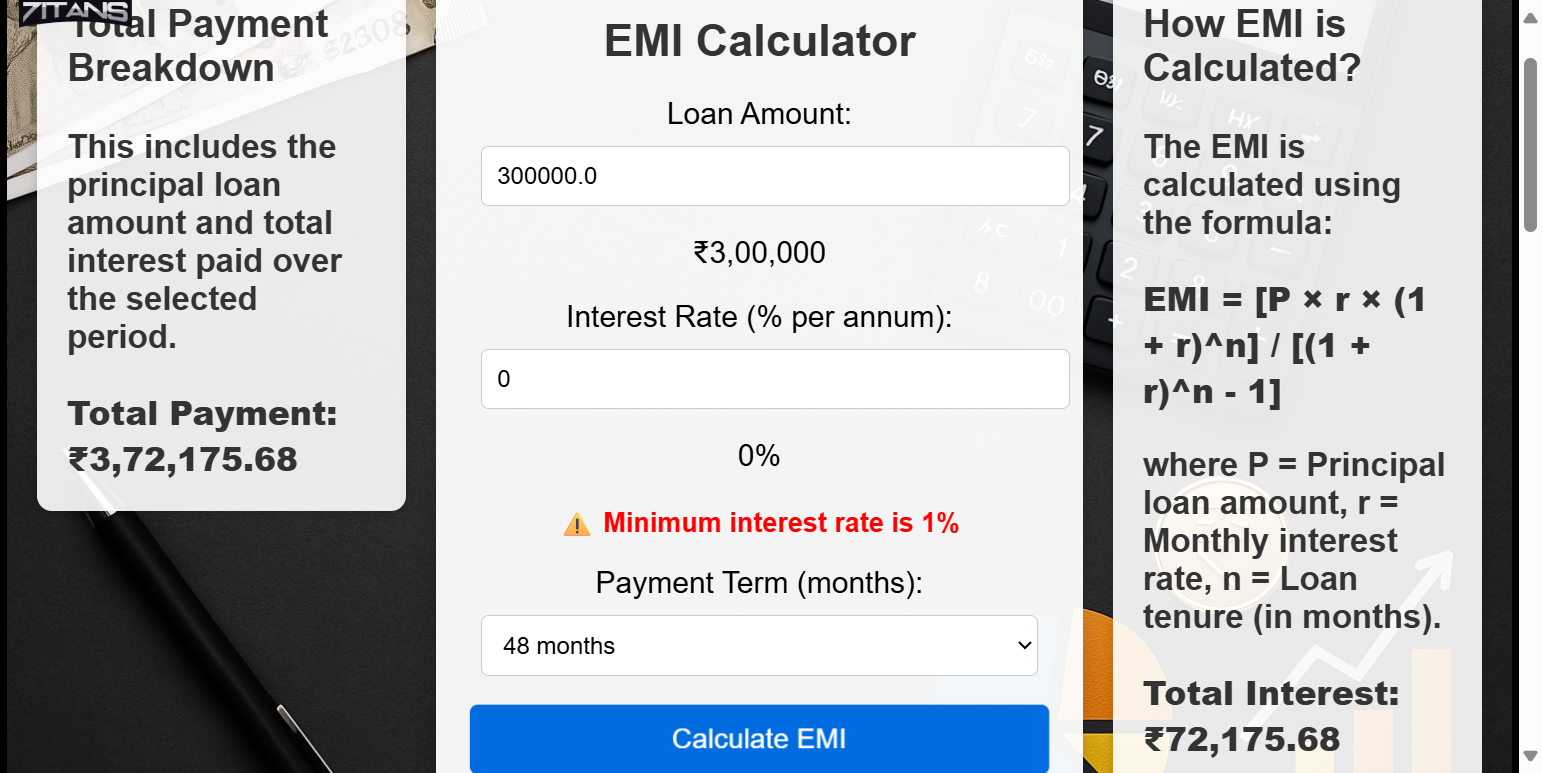 7ITANS
Total Payment
Breakdown
This includes the
principal loan
amount and total
interest paid over
the selected
period.
Total Payment:
₹3,72,175.68
2308
EMI Calculator
Loan Amount:
300000.0
₹3,00,000
Interest Rate (% per annum):
0
0%
⚠ Minimum interest rate is 1%
Payment Term (months):
48 months
Calculate EMI
How EMI is
Calculated?
The EMI is
calculated using
the formula:
EMI = [P × r × (1
+ r)^n] / [(1 +
r)^n - 1]
where P = Principal
loan amount, r =
Monthly interest
rate, n = Loan
tenure (in months).
Total Interest:
₹72,175.68